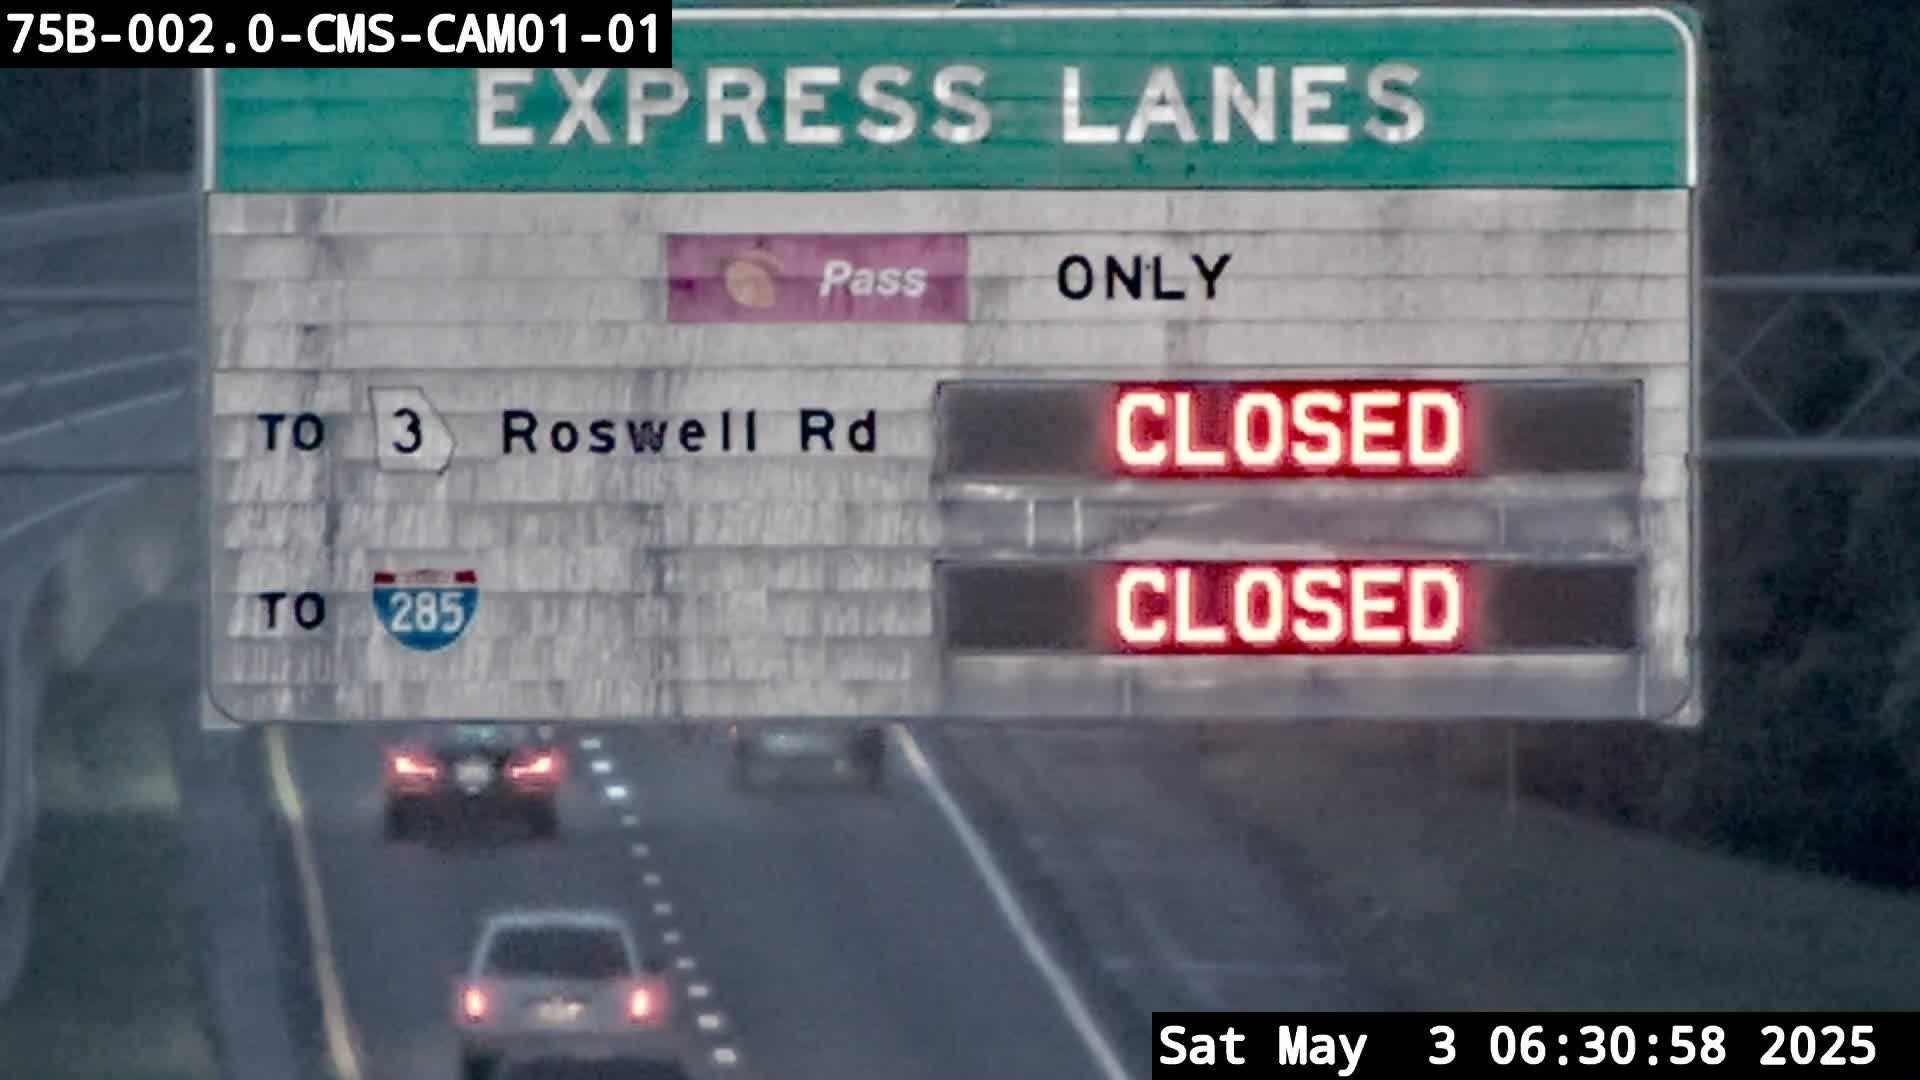 75B-002.0-CMS-CAM01-01
EXPRESS LANES
Pass ONLY
TO 3 Roswell Rd CLOSED
TO 285 CLOSED
Sat May 3 06:30:58 2025